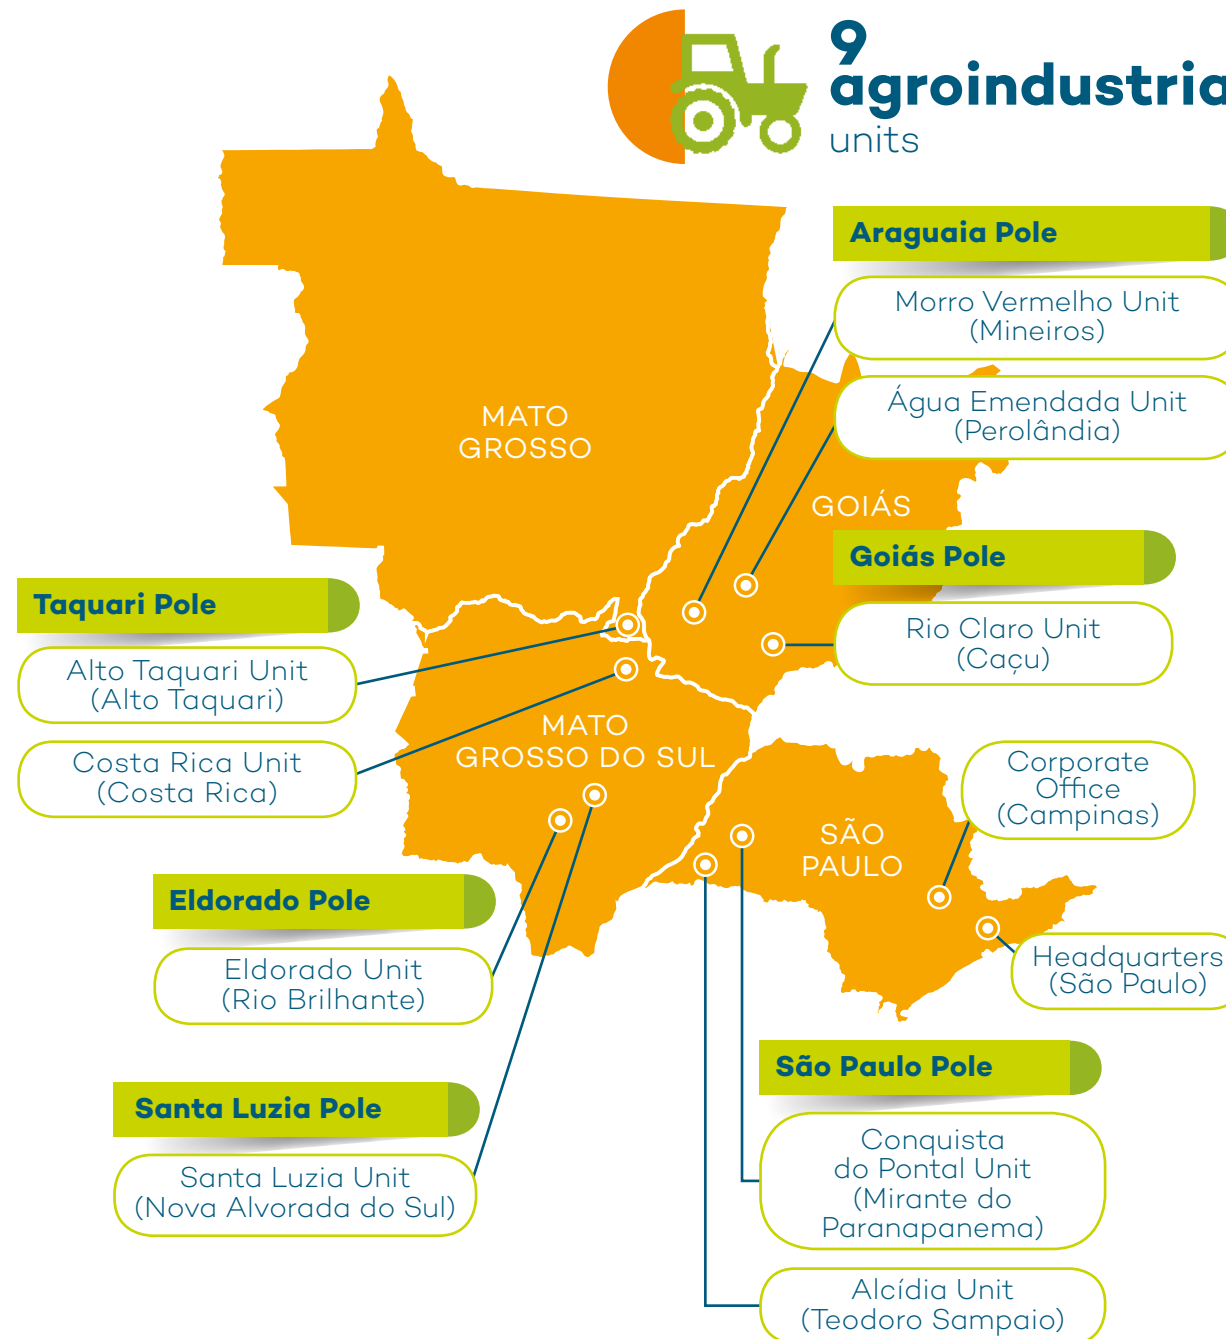 9
agroindustria
units
Araguaia Pole
Morro Vermelho Unit
(Mineiros)
Água Emendada Unit
(Perolândia)
MATO
GROSSO
GOIÁS
Goiás Pole
Rio Claro Unit
(Caçu)
Taquari Pole
Alto Taquari Unit
(Alto Taquari)
Costa Rica Unit
(Costa Rica)
MATO
GROSSO DO SUL
Corporate
Office
(Campinas)
SÃO
PAULO
Headquarters
(São Paulo)
Eldorado Pole
Eldorado Unit
(Rio Brilhante)
Santa Luzia Pole
Santa Luzia Unit
(Nova Alvorada do Sul)
São Paulo Pole
Conquista
do Pontal Unit
(Mirante do
Paranapanema)
Alcídia Unit
(Teodoro Sampaio)